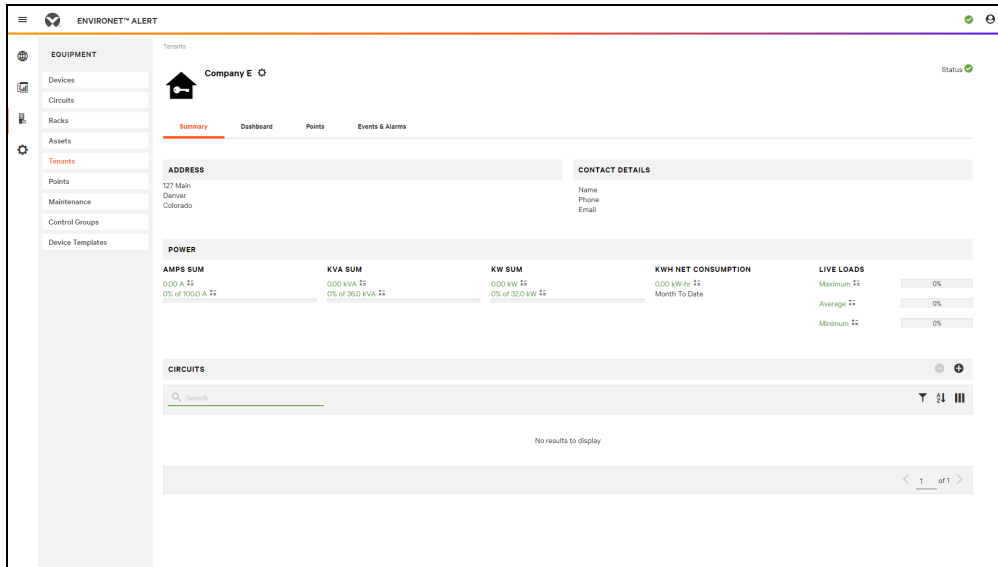 ENVIRONET™ ALERT
EQUIPMENT
Devices
Circuits
Racks
Assets
Tenants
Points
Maintenance
Control Groups
Device Templates
Tenants
Company E
Status
Summary Dashboard Points Events & Alarms
ADDRESS
127 Main
Denver
Colorado
CONTACT DETAILS
Name
Phone
Email
POWER
AMPS SUM
0.00 A
0% of 100.0 A
KVA SUM
0.00 kVA
0% of 36.0 kVA
KW SUM
0.00 kW
0% of 32.0 kW
KWH NET CONSUMPTION
0.00 kW-hr
Month To Date
LIVE LOADS
Maximum 0%
Average 0%
Minimum 0%
CIRCUITS
Search
No results to display
1 of 1